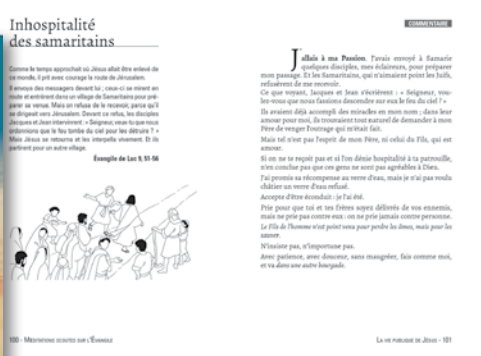 Inhospitalité
des samaritains
Comme le temps approchait où Jésus allait être enlevé de
ce monde, il prit avec courage la route de Jérusalem.
Il envoya des messagers devant lui ; ceux-ci se mirent en
route et entrèrent dans un village de Samaritains pour pré-
parer sa venue. Mais on refusa de le recevoir, parce qu'il
se dirigeait vers Jérusalem. Devant ce refus, les disciples
Jacques et Jean intervinrent : « Seigneur, veux-tu que nous
ordonnions que le feu tombe du ciel pour les détruire ? »
Mais Jésus se retourna et les interpella vivement. Et ils
partirent pour un autre village.
Évangile de Luc 9, 51-56
100 - Méditations scoutes sur l'Évangile
COMMENTAIRE
J'allais à ma Passion. J'avais envoyé à Samarie
quelques disciples, mes éclaireurs, pour préparer
mon passage. Et les Samaritains, qui n'aimaient point les Juifs,
refusèrent de me recevoir.
Ce que voyant, Jacques et Jean s'écrièrent : « Seigneur, vou-
lez-vous que nous fassions descendre sur eux le feu du ciel ? »
Ils avaient déjà accompli des miracles en mon nom ; dans leur
amour pour moi, ils trouvaient tout naturel de demander à mon
Père de venger l'outrage qui m'était fait.
Mais tel n'est pas l'esprit de mon Père, ni celui du Fils, qui est
amour.
Si on ne te reçoit pas et si l'on dénie hospitalité à ta patrouille,
n'en conclus pas que ces gens ne sont pas agréables à Dieu.
J'ai promis sa récompense au verre d'eau, mais je n'ai pas voulu
châtier un verre d'eau refusé.
Accepte d'être éconduit : je l'ai été.
Prie pour que toi et tes frères soyez délivrés de vos ennemis,
mais ne prie pas contre eux : on ne prie jamais contre personne.
Le Fils de l'homme n'est point venu pour perdre les âmes, mais pour les
sauver.
N'insiste pas, n'importune pas.
Avec patience, avec douceur, sans maugréer, fais comme moi,
et va dans une autre bourgade.
La vie publique de Jésus - 101